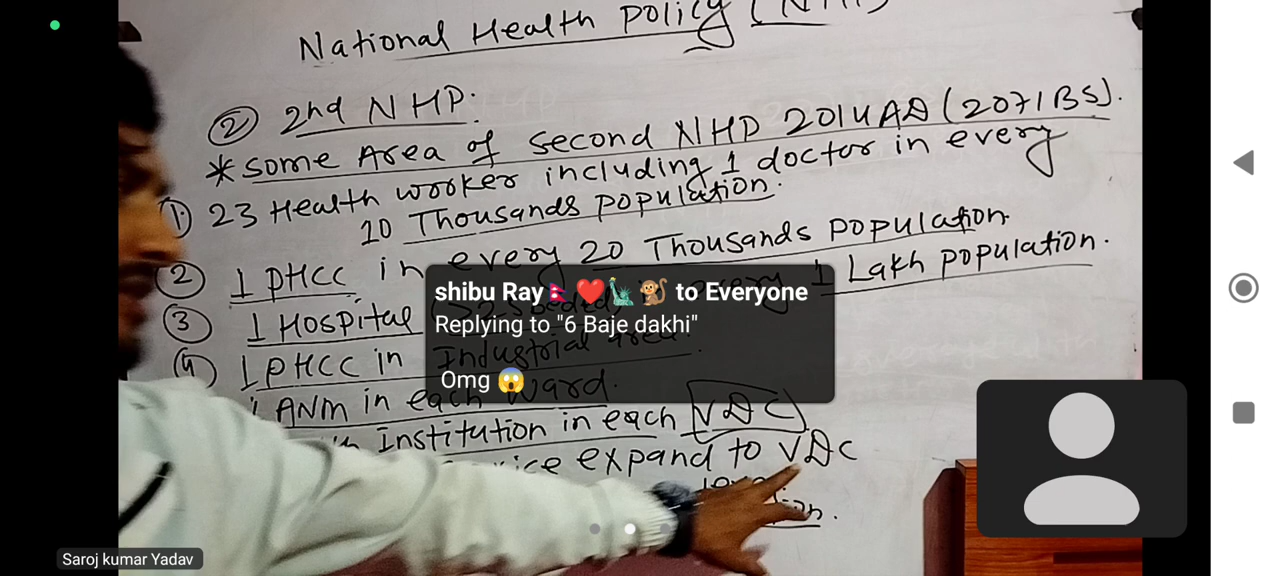 National Health Policy (NHP)
② 2nd NHP:
*Some Area of Second NHP 2014AD (2071BS).
①. 23 Health worker including 1 doctor in every
10 Thousands population.
② 1 PHCC in every 20 Thousands population.
③ 1 Hospital 1 Lakh population.
④ 1 PHCC in Industrial Area.
1 ANM in each Ward.
Institution in each VDC
expand to VDC
shibu Ray🇳🇵❤️🗽🐒 to Everyone
Replying to "6 Baje dakhi"
Omg 😱
Saroj kumar Yadav